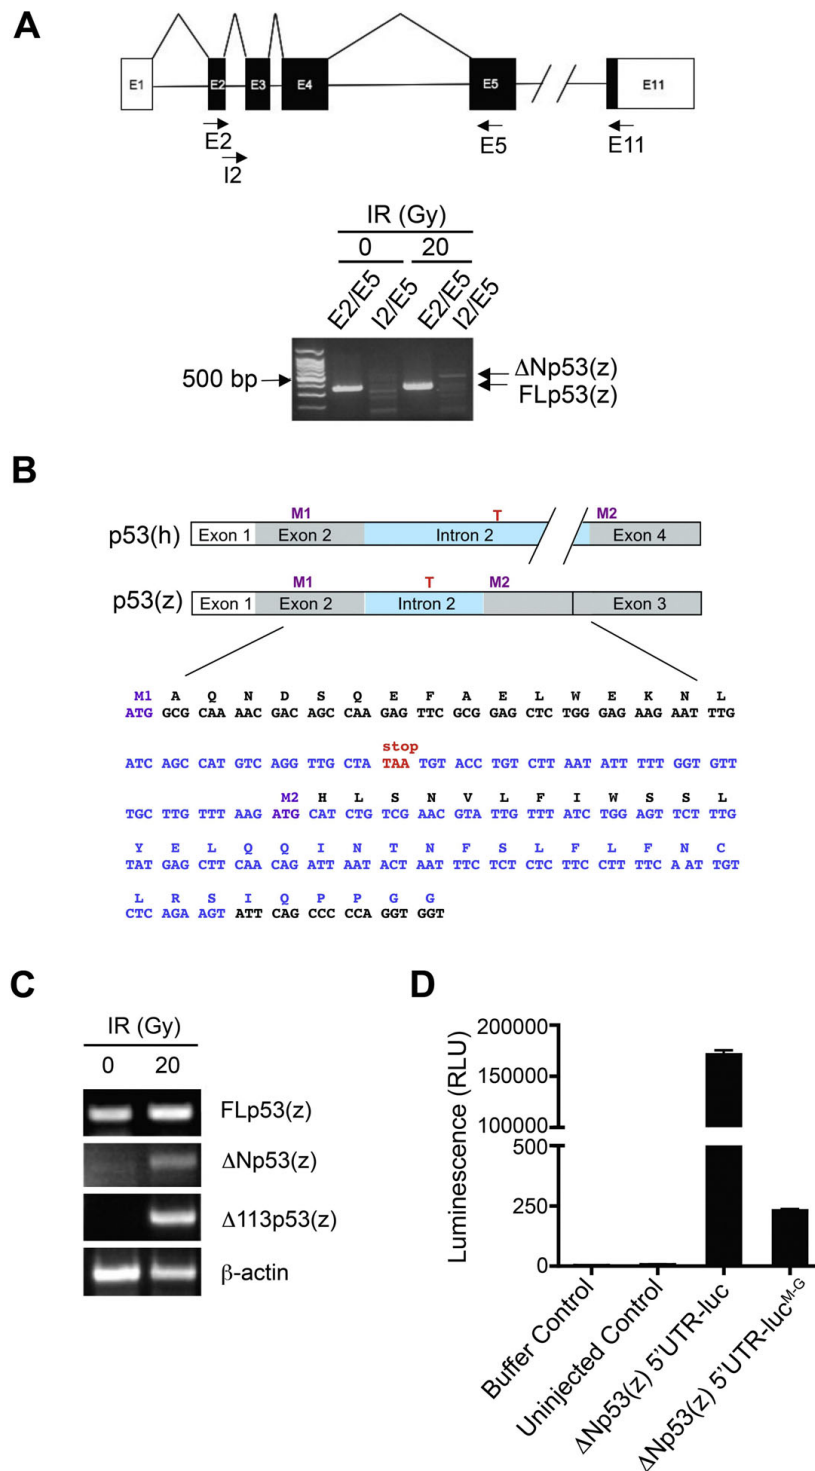 A
E1 E2 E3 E4 E5 E11
E2 E5 E11
I2
IR (Gy)
0 20
E2/E5 I2/E5 E2/E5 I2/E5
500 bp ΔNp53(z)
FLp53(z)
B
M1 T M2
p53(h) Exon 1 Exon 2 Intron 2 Exon 4
M1 T M2
p53(z) Exon 1 Exon 2 Intron 2 Exon 3
M1 A Q N D S Q E F A E L W E K N L
ATG GCG CAA AAC GAC AGC CAA GAG TTC GCG GAG CTC TGG GAG AAG AAT TTG
stop
ATC AGC CAT GTC AGG TTG CTA TAA TGT ACC TGT CTT AAT ATT TTT GGT GTT
M2 H L S N V L F I W S S L
TGC TTG TTT AAG ATG CAT CTG TCG AAC GTA TTG TTT ATC TGG AGT TCT TTG
Y E L Q Q I N T N F S L F L F N C
TAT GAG CTT CAA CAG ATT AAT ACT AAT TTC TCT CTC TTC CTT TTC AAT TGT
L R S I Q P P G G
CTC AGA AGT ATT CAG CCC CCA GGT GGT
C
IR (Gy)
0 20
FLp53(z)
ΔNp53(z)
Δ113p53(z)
β-actin
D
Luminescence (RLU)
200000
150000
100000
500
250
0
Buffer Control
Uninjected Control
ΔNp53(z) 5'UTR-luc
ΔNp53(z) 5'UTR-luc^M-G